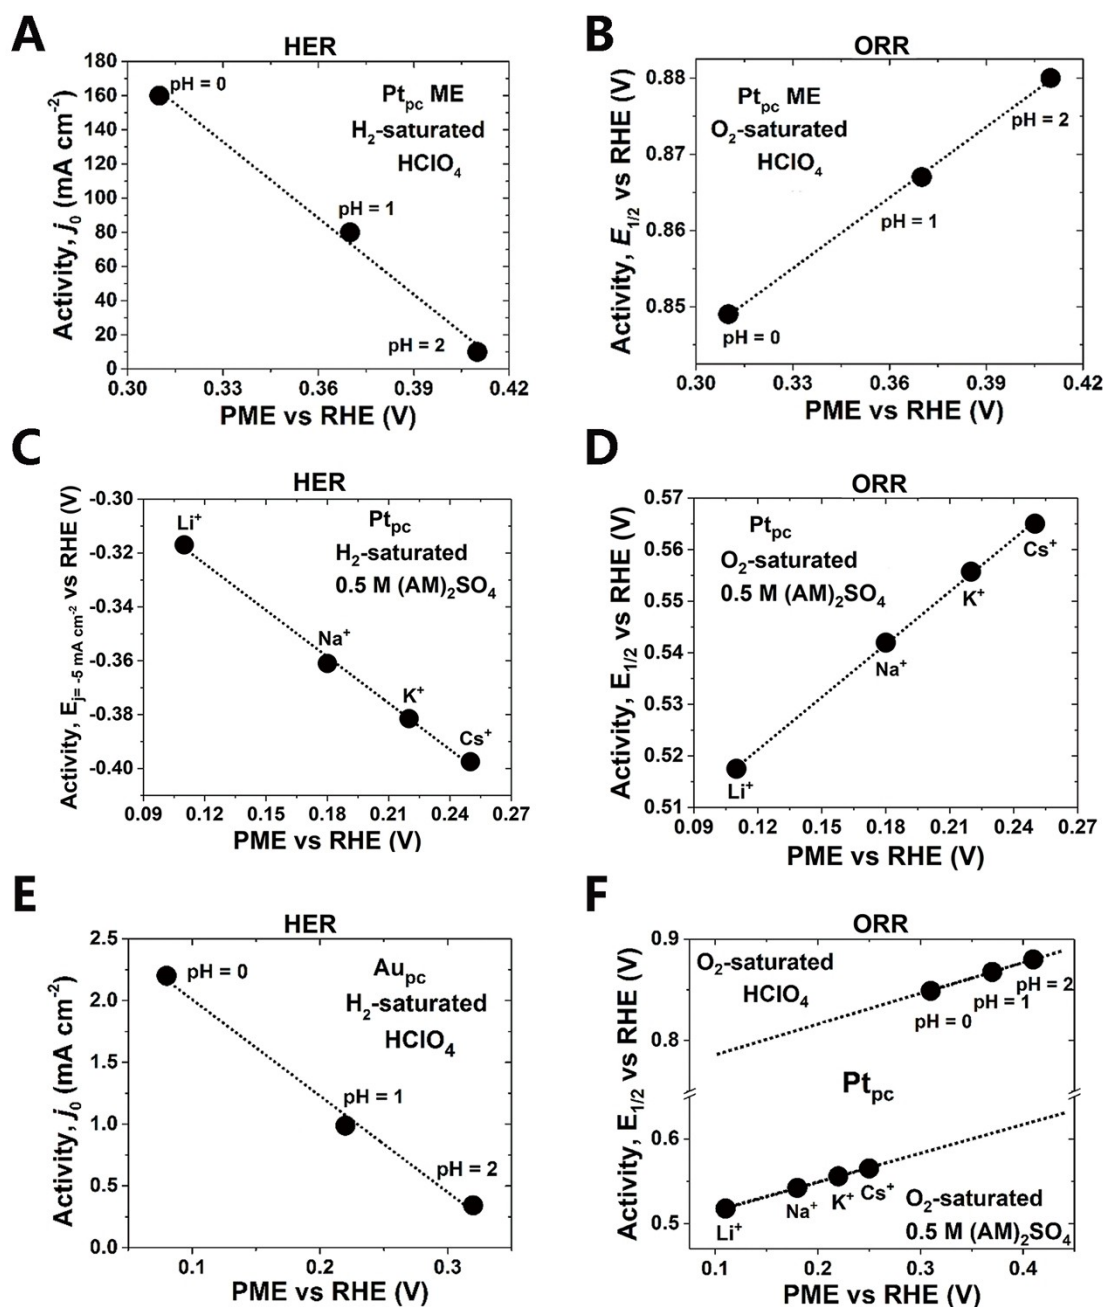 A
HER
Activity, j0 (mA cm-2)
180
160
140
120
100
80
60
40
20
0
pH = 0
Ptpc ME
H2-saturated
HClO4
pH = 1
pH = 2
0.30 0.33 0.36 0.39 0.42
PME vs RHE (V)
B
ORR
Activity, E1/2 vs RHE (V)
0.88
0.87
0.86
0.85
Ptpc ME
O2-saturated
HClO4
pH = 2
pH = 1
pH = 0
0.30 0.33 0.36 0.39 0.42
PME vs RHE (V)
C
HER
Activity, Ej= -5 mA cm-2 vs RHE (V)
-0.30
-0.32
-0.34
-0.36
-0.38
-0.40
Li+
Ptpc
H2-saturated
0.5 M (AM)2SO4
Na+
K+
Cs+
0.09 0.12 0.15 0.18 0.21 0.24 0.27
PME vs RHE (V)
D
ORR
Activity, E1/2 vs RHE (V)
0.57
0.56
0.55
0.54
0.53
0.52
0.51
Ptpc
O2-saturated
0.5 M (AM)2SO4
Cs+
K+
Na+
Li+
0.09 0.12 0.15 0.18 0.21 0.24 0.27
PME vs RHE (V)
E
HER
Activity, j0 (mA cm-2)
2.5
2.0
1.5
1.0
0.5
0.0
pH = 0
Aupc
H2-saturated
HClO4
pH = 1
pH = 2
0.1 0.2 0.3
PME vs RHE (V)
F
ORR
Activity, E1/2 vs RHE (V)
0.9
0.8
0.6
0.5
O2-saturated
HClO4
pH = 0
pH = 1
pH = 2
Ptpc
Li+
Na+
K+
Cs+
O2-saturated
0.5 M (AM)2SO4
0.1 0.2 0.3 0.4
PME vs RHE (V)